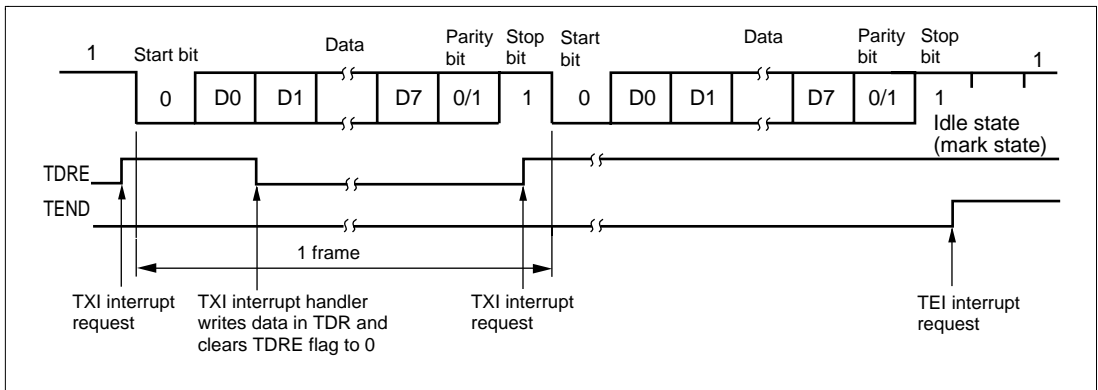 1
Start bit
Data
Parity
bit
Stop
bit
Start
bit
Data
Parity
bit
Stop
bit
1
0
D0
D1
D7
0/1
1
0
D0
D1
D7
0/1
1
Idle state
(mark state)
TDRE
TEND
1 frame
TXI interrupt
request
TXI interrupt handler
writes data in TDR and
clears TDRE flag to 0
TXI interrupt
request
TEI interrupt
request